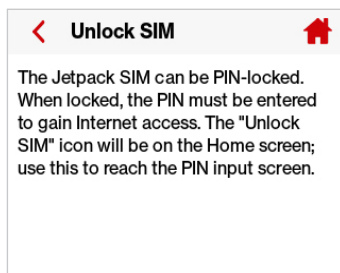 Unlock SIM
The Jetpack SIM can be PIN-locked.
When locked, the PIN must be entered
to gain Internet access. The "Unlock
SIM" icon will be on the Home screen;
use this to reach the PIN input screen.